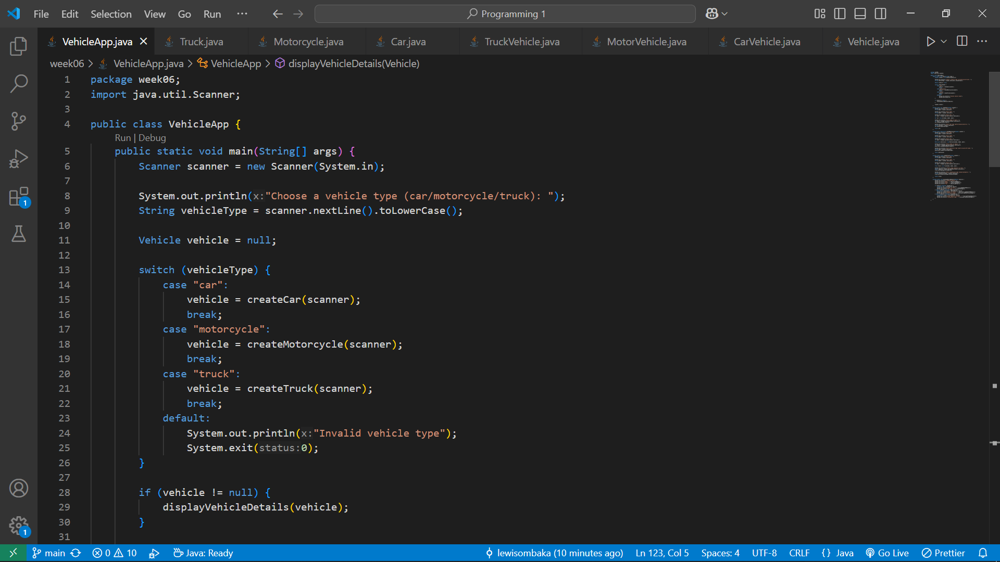 File Edit Selection View Go Run ··· Programming 1
VehicleApp.java Truck.java Motorcycle.java Car.java TruckVehicle.java MotorVehicle.java CarVehicle.java Vehicle.java
week06 > VehicleApp.java > VehicleApp > displayVehicleDetails(Vehicle)
1 package week06;
2 import java.util.Scanner;
3
4 public class VehicleApp {
Run | Debug
5 public static void main(String[] args) {
6 Scanner scanner = new Scanner(System.in);
7
8 System.out.println(x:"Choose a vehicle type (car/motorcycle/truck): ");
9 String vehicleType = scanner.nextLine().toLowerCase();
10
11 Vehicle vehicle = null;
12
13 switch (vehicleType) {
14 case "car":
15 vehicle = createCar(scanner);
16 break;
17 case "motorcycle":
18 vehicle = createMotorcycle(scanner);
19 break;
20 case "truck":
21 vehicle = createTruck(scanner);
22 break;
23 default:
24 System.out.println(x:"Invalid vehicle type");
25 System.exit(status:0);
26 }
27
28 if (vehicle != null) {
29 displayVehicleDetails(vehicle);
30 }
31
1
1
main 0 10 Java: Ready lewisombaka (10 minutes ago) Ln 123, Col 5 Spaces: 4 UTF-8 CRLF {} Java Go Live Prettier